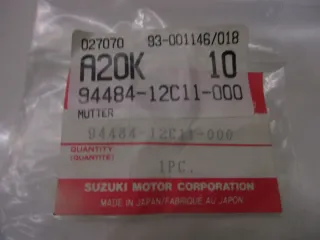 027070 93-001146/018
A20K 10
94484-12C11-000
MUTTER
94484-12C11-000
QUANTITY
(QUANTITE)
1PC.
SUZUKI MOTOR CORPORATION
MADE IN JAPAN/FABRIQUÉ AU JAPON